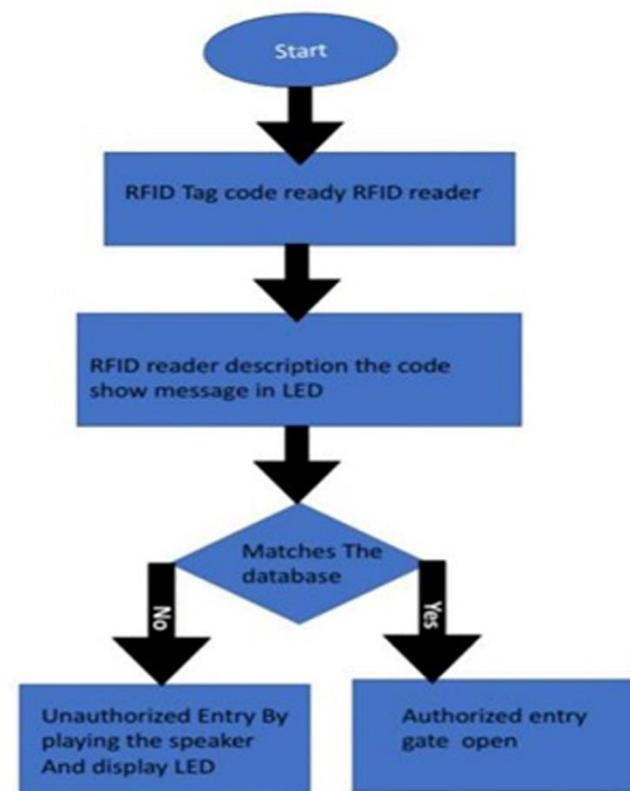 Start
RFID Tag code ready RFID reader
RFID reader description the code
show message in LED
Matches The
database
No
Yes
Unauthorized Entry By
playing the speaker
And display LED
Authorized entry
gate open